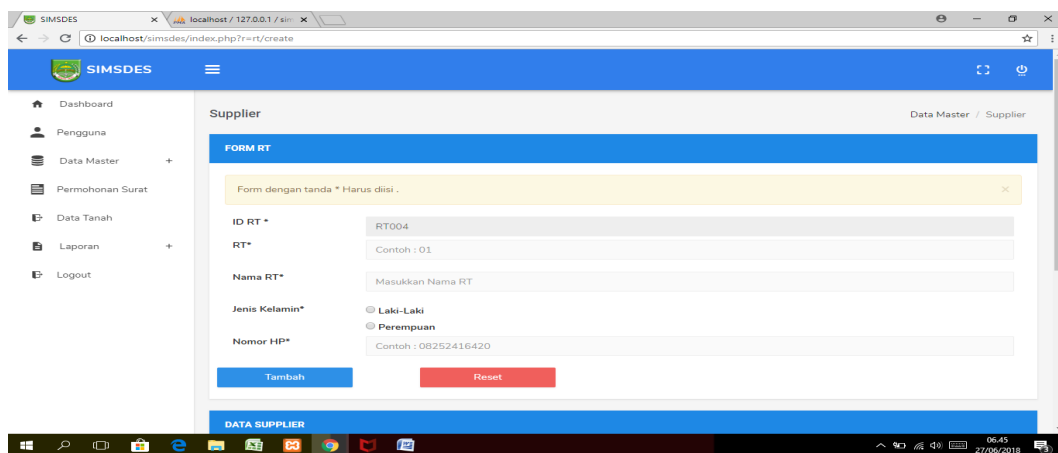 SIMSDES
localhost / 127.0.0.1 / sim
localhost/simsdes/index.php?r=rt/create
SIMSDES
Dashboard
Pengguna
Data Master +
Permohonan Surat
Data Tanah
Laporan +
Logout
Supplier
Data Master / Supplier
FORM RT
Form dengan tanda * Harus diisi .
ID RT *
RT004
RT*
Contoh : 01
Nama RT*
Masukkan Nama RT
Jenis Kelamin*
Laki-Laki
Perempuan
Nomor HP*
Contoh : 08252416420
Tambah
Reset
DATA SUPPLIER
06.45
27/06/2018